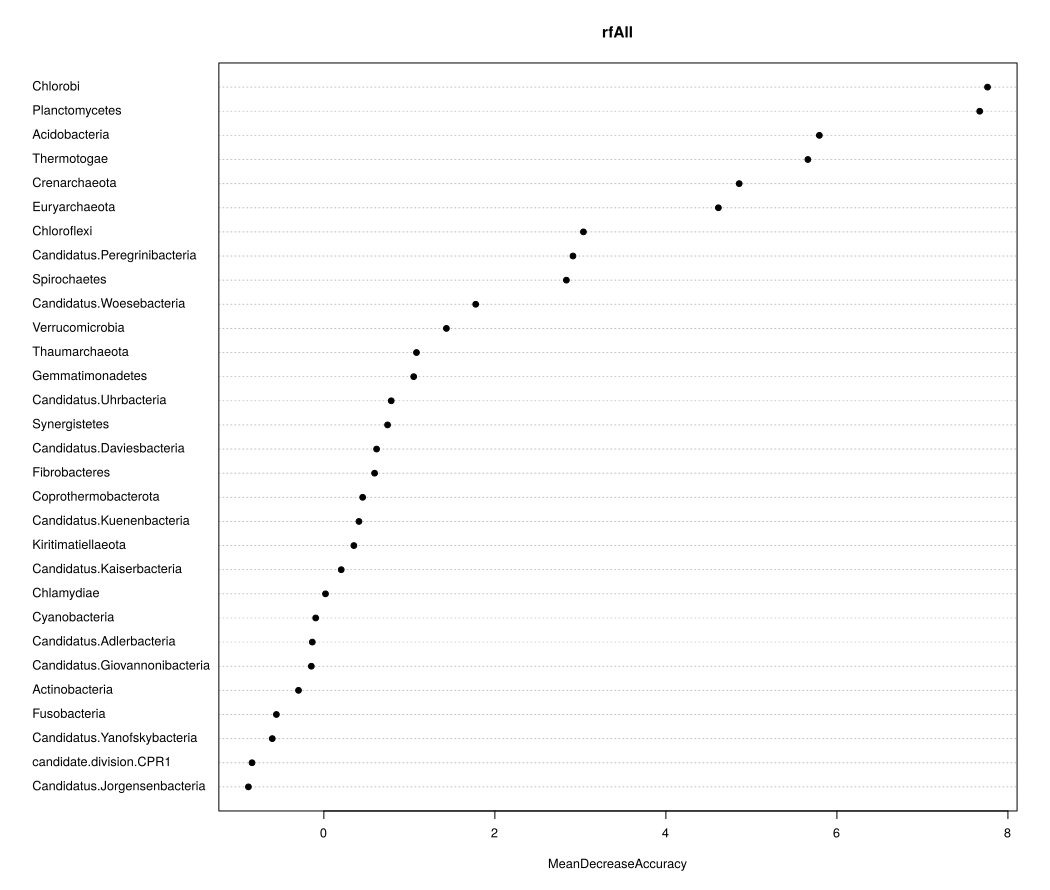 rfAll
Chlorobi
Planctomycetes
Acidobacteria
Thermotogae
Crenarchaeota
Euryarchaeota
Chloroflexi
Candidatus.Peregrinibacteria
Spirochaetes
Candidatus.Woesebacteria
Verrucomicrobia
Thaumarchaeota
Gemmatimonadetes
Candidatus.Uhrbacteria
Synergistetes
Candidatus.Daviesbacteria
Fibrobacteres
Coprothermobacterota
Candidatus.Kuenenbacteria
Kiritimatiellaeota
Candidatus.Kaiserbacteria
Chlamydiae
Cyanobacteria
Candidatus.Adlerbacteria
Candidatus.Giovannonibacteria
Actinobacteria
Fusobacteria
Candidatus.Yanofskybacteria
candidate.division.CPR1
Candidatus.Jorgensenbacteria
0 2 4 6 8
MeanDecreaseAccuracy